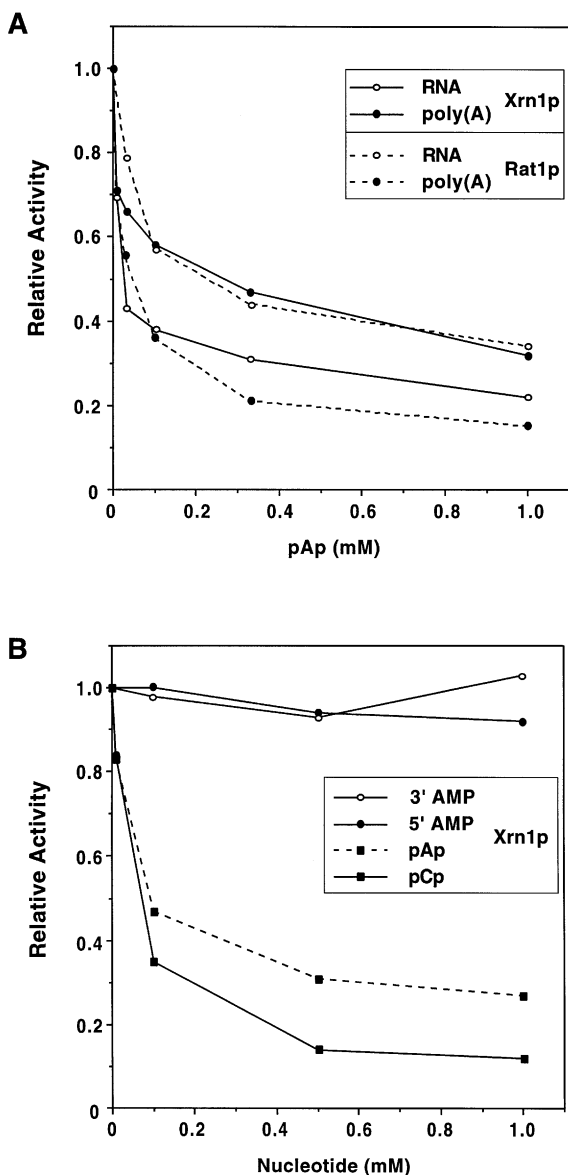 A
Relative Activity
1.0
0.8
0.6
0.4
0.2
0
RNA
poly(A)
Xrn1p
RNA
poly(A)
Rat1p
0 0.2 0.4 0.6 0.8 1.0
pAp (mM)
B
Relative Activity
1.0
0.8
0.6
0.4
0.2
0
3' AMP
5' AMP
pAp
pCp
Xrn1p
0 0.2 0.4 0.6 0.8 1.0
Nucleotide (mM)